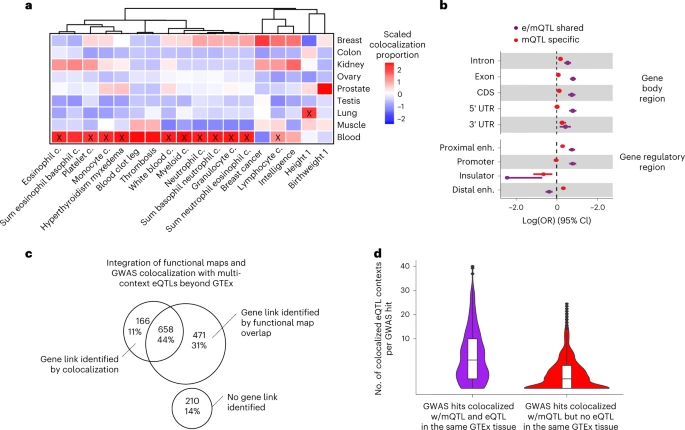 a
Scaled
colocalization
proportion
2
1
0
−1
−2
Breast
Colon
Kidney
Ovary
Prostate
Testis
Lung
Muscle
Blood
X
X X X X X X X X X X
Eosinophil c.
Sum eosinophil basophil c.
Platelet c.
Monocyte c.
Hyperthyroidism myxedema
Blood clot leg
Thrombosis
White blood c.
Myeloid c.
Neutrophil c.
Sum basophil neutrophil c.
Granulocyte c.
Sum neutrophil eosinophil c.
Breast cancer
Lymphocyte c.
Intelligence
Height 1
Birthweight 1
b
e/mQTL shared
mQTL specific
Intron
Exon
CDS
5′ UTR
3′ UTR
Gene
body
region
Proximal enh.
Promoter
Insulator
Distal enh.
Gene regulatory
region
−2.0 0 −2.0
Log(OR) (95% CI)
c
Integration of functional maps and
GWAS colocalization with multi-
context eQTLs beyond GTEx
166
11%
658
44%
471
31%
Gene link identified
by functional map
overlap
Gene link identified
by colocalization
210
14%
No gene link
identified
d
No. of colocalized eQTL contexts
per GWAS hit
40
30
20
10
GWAS hits colocalized
w/mQTL and eQTL
in the same GTEx tissue
GWAS hits colocalized
w/mQTL but no eQTL
in the same GTEx tissue